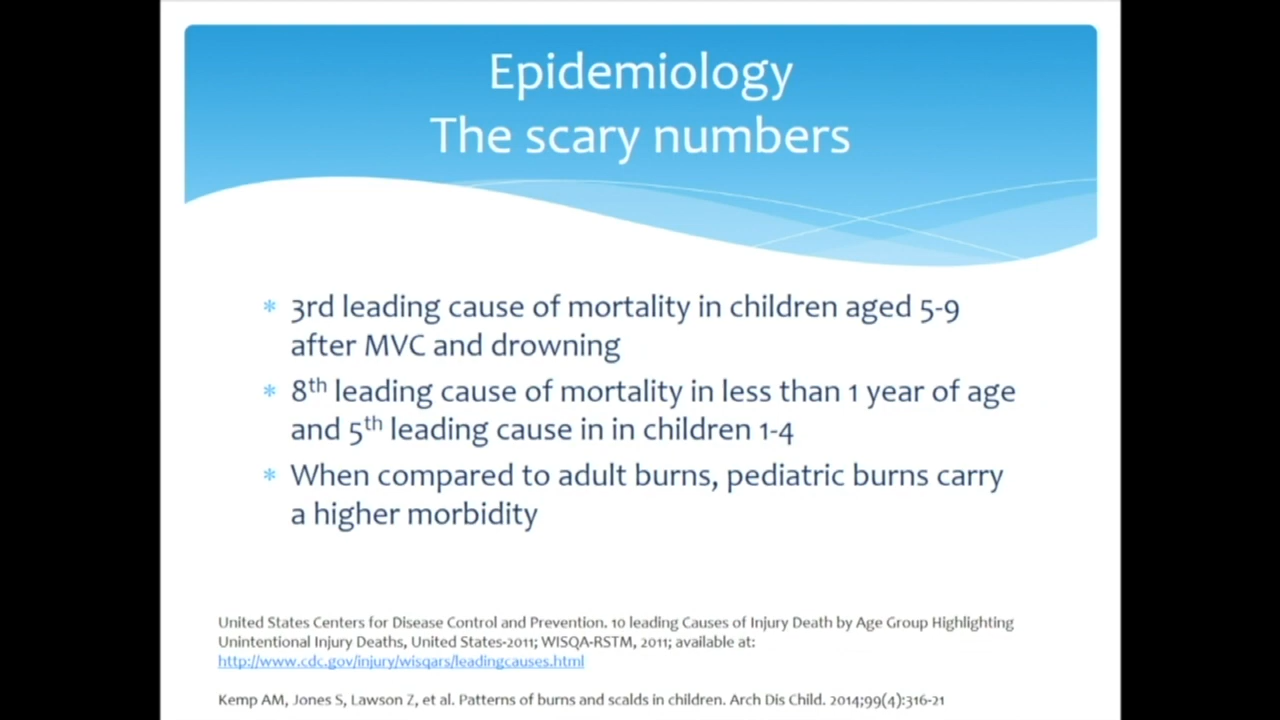 Epidemiology
The scary numbers
* 3rd leading cause of mortality in children aged 5-9
after MVC and drowning
* 8th leading cause of mortality in less than 1 year of age
and 5th leading cause in in children 1-4
* When compared to adult burns, pediatric burns carry
a higher morbidity
United States Centers for Disease Control and Prevention. 10 leading Causes of Injury Death by Age Group Highlighting
Unintentional Injury Deaths, United States-2011; WISQA-RSTM, 2011; available at:
http://www.cdc.gov/injury/wisqars/leadingcauses.html
Kemp AM, Jones S, Lawson Z, et al. Patterns of burns and scalds in children. Arch Dis Child. 2014;99(4):316-21